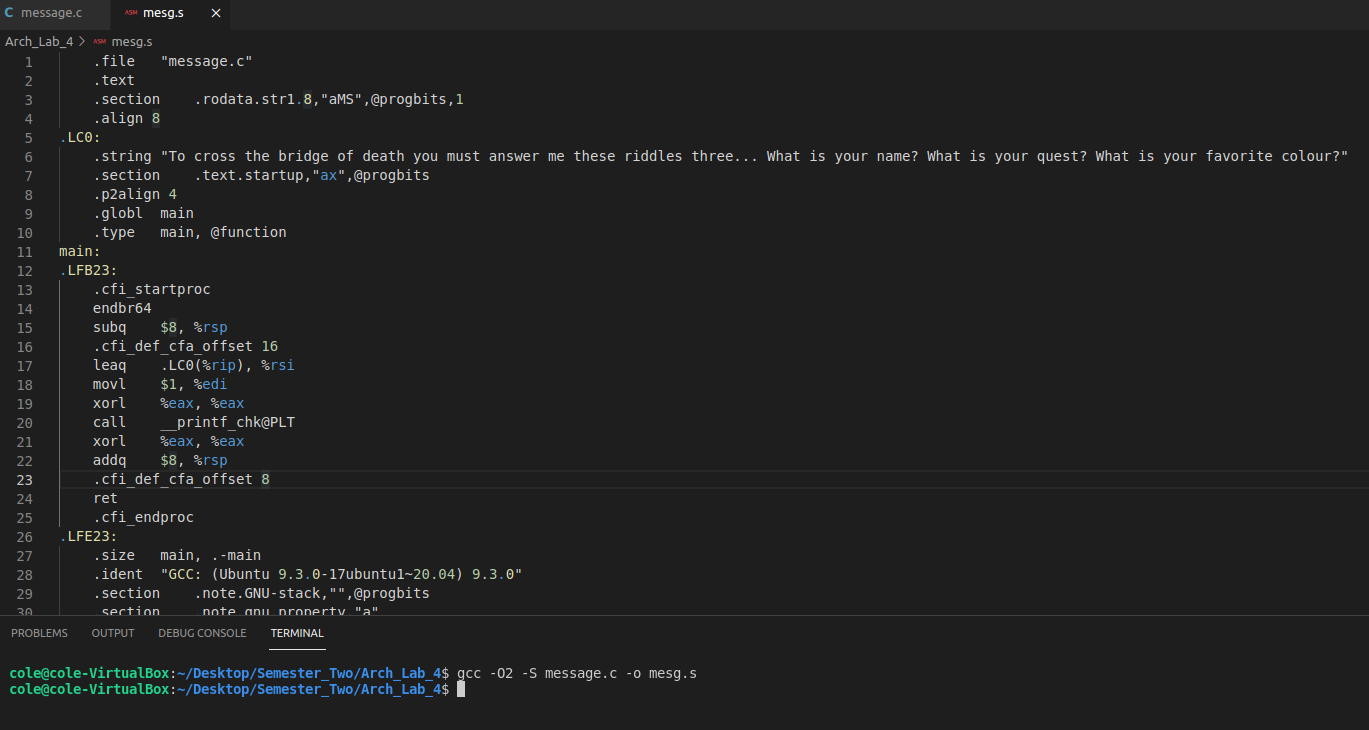 C message.c ASM mesg.s ×
Arch_Lab_4 > ASM mesg.s
1 .file "message.c"
2 .text
3 .section .rodata.str1.8,"aMS",@progbits,1
4 .align 8
5 .LC0:
6 .string "To cross the bridge of death you must answer me these riddles three... What is your name? What is your quest? What is your favorite colour?"
7 .section .text.startup,"ax",@progbits
8 .p2align 4
9 .globl main
10 .type main, @function
11 main:
12 .LFB23:
13 .cfi_startproc
14 endbr64
15 subq $8, %rsp
16 .cfi_def_cfa_offset 16
17 leaq .LC0(%rip), %rsi
18 movl $1, %edi
19 xorl %eax, %eax
20 call __printf_chk@PLT
21 xorl %eax, %eax
22 addq $8, %rsp
23 .cfi_def_cfa_offset 8
24 ret
25 .cfi_endproc
26 .LFE23:
27 .size main, .-main
28 .ident "GCC: (Ubuntu 9.3.0-17ubuntu1~20.04) 9.3.0"
29 .section .note.GNU-stack,"",@progbits
30 .section .note.gnu.property,"a"
PROBLEMS OUTPUT DEBUG CONSOLE TERMINAL
cole@cole-VirtualBox:~/Desktop/Semester_Two/Arch_Lab_4$ gcc -O2 -S message.c -o mesg.s
cole@cole-VirtualBox:~/Desktop/Semester_Two/Arch_Lab_4$